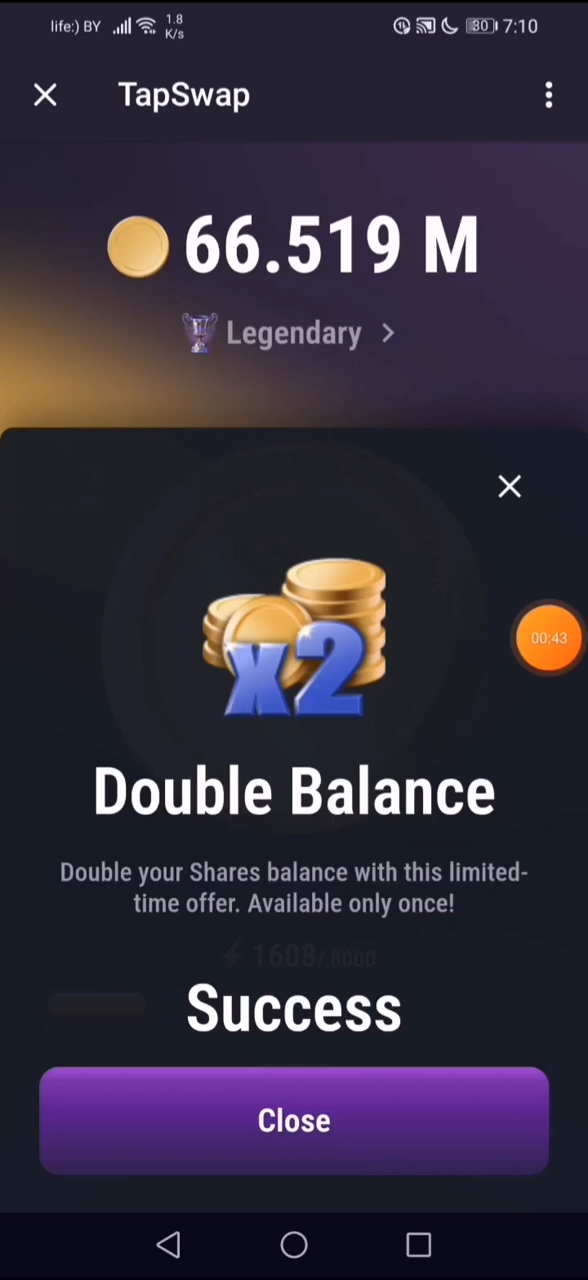 life:) BY 1.8 K/s 80 7:10
TapSwap
66.519 M
Legendary
x2
00:43
Double Balance
Double your Shares balance with this limited-
time offer. Available only once!
1608/ 8000
Success
Close